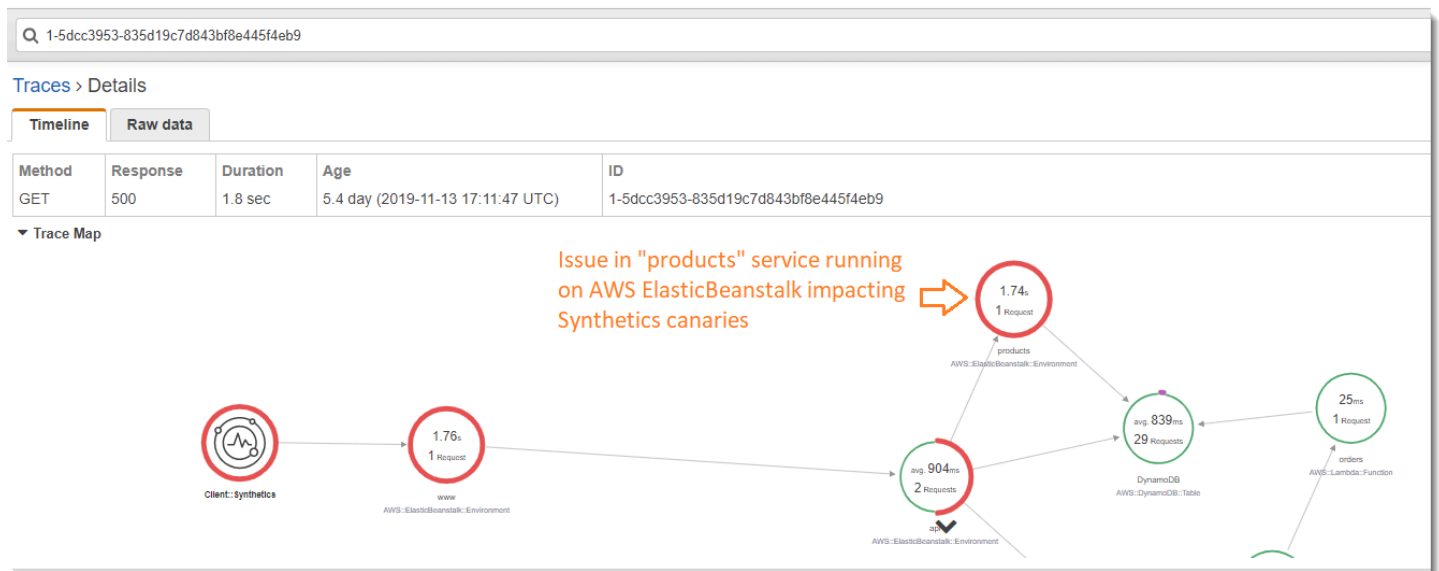 1-5dcc3953-835d19c7d843bf8e445f4eb9
Traces > Details
Timeline Raw data
Method Response Duration Age ID
GET 500 1.8 sec 5.4 day (2019-11-13 17:11:47 UTC) 1-5dcc3953-835d19c7d843bf8e445f4eb9
Trace Map
Issue in "products" service running
on AWS ElasticBeanstalk impacting
Synthetics canaries
1.74s
1 Request
products
AWS::ElasticBeanstalk::Environment
Client::Synthetics
1.76s
1 Request
www
AWS::ElasticBeanstalk::Environment
avg. 904ms
2 Requests
AWS::ElasticBeanstalk::Environment
avg. 839ms
29 Requests
DynamoDB
AWS::DynamoDB::Table
25ms
1 Request
orders
AWS::Lambda::Function